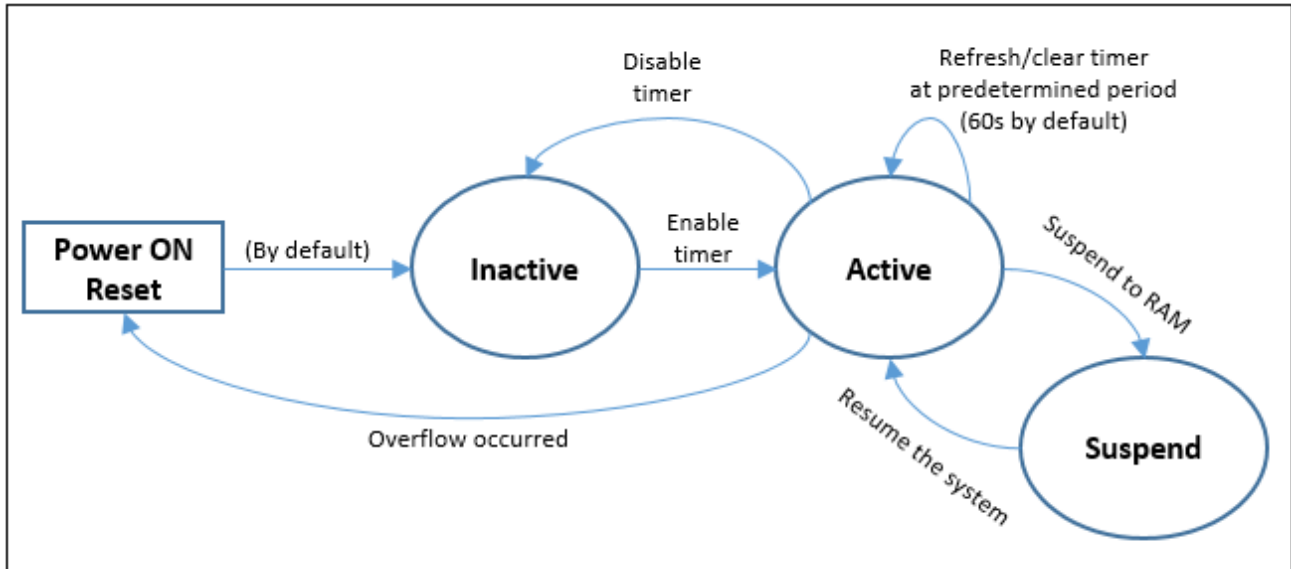 Disable
timer
Refresh/clear timer
at predetermined period
(60s by default)
Power ON
Reset
(By default)
Inactive
Enable
timer
Active
Suspend to RAM
Overflow occurred
Resume the system
Suspend